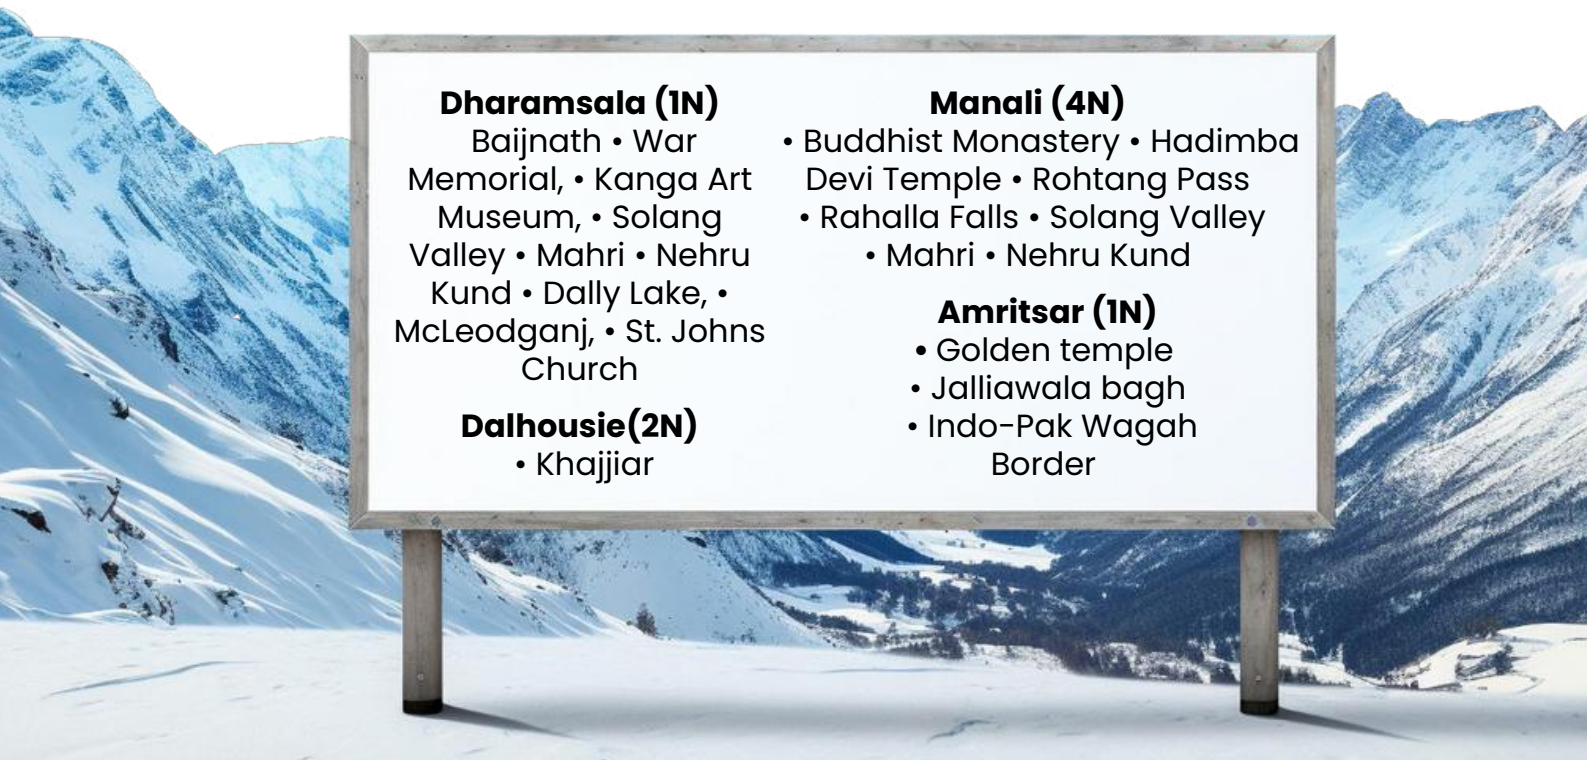 Dharamsala (1N)
Baijnath • War
Memorial, • Kanga Art
Museum, • Solang
Valley • Mahri • Nehru
Kund • Dally Lake, •
McLeodganj, • St. Johns
Church
Dalhousie(2N)
• Khajjiar
Manali (4N)
• Buddhist Monastery • Hadimba
Devi Temple • Rohtang Pass
• Rahalla Falls • Solang Valley
• Mahri • Nehru Kund
Amritsar (1N)
• Golden temple
• Jalliawala bagh
• Indo-Pak Wagah
Border